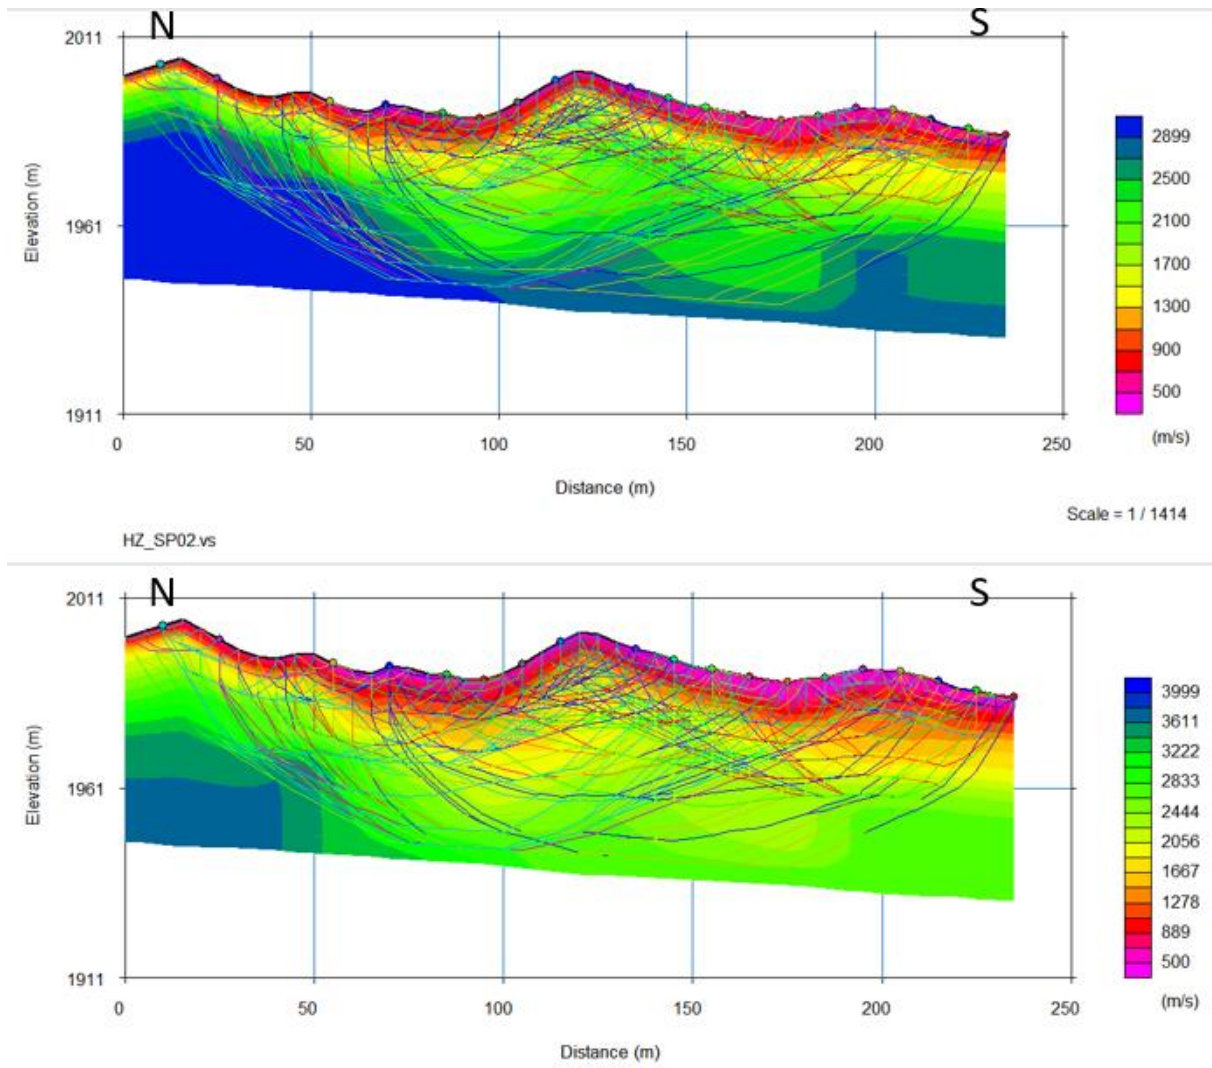 N S
2011
1961
1911
Elevation (m)
0 50 100 150 200 250
Distance (m)
2899
2500
2100
1700
1300
900
500
(m/s)
Scale = 1 / 1414
HZ_SP02.vs
N S
2011
1961
1911
Elevation (m)
0 50 100 150 200 250
Distance (m)
3999
3611
3222
2833
2444
2056
1667
1278
889
500
(m/s)